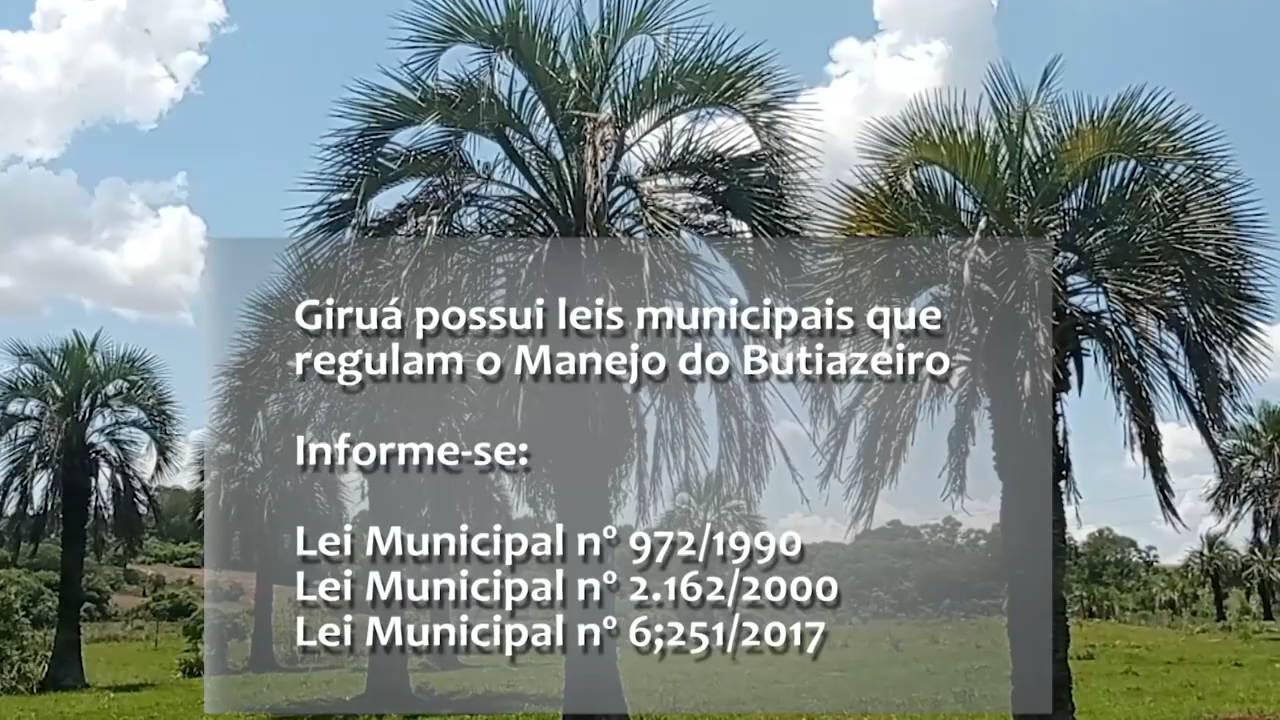 Giruá possui leis municipais que
regulam o Manejo do Butiazeiro
Informe-se:
Lei Municipal nº 972/1990
Lei Municipal nº 2.162/2000
Lei Municipal nº 6;251/2017